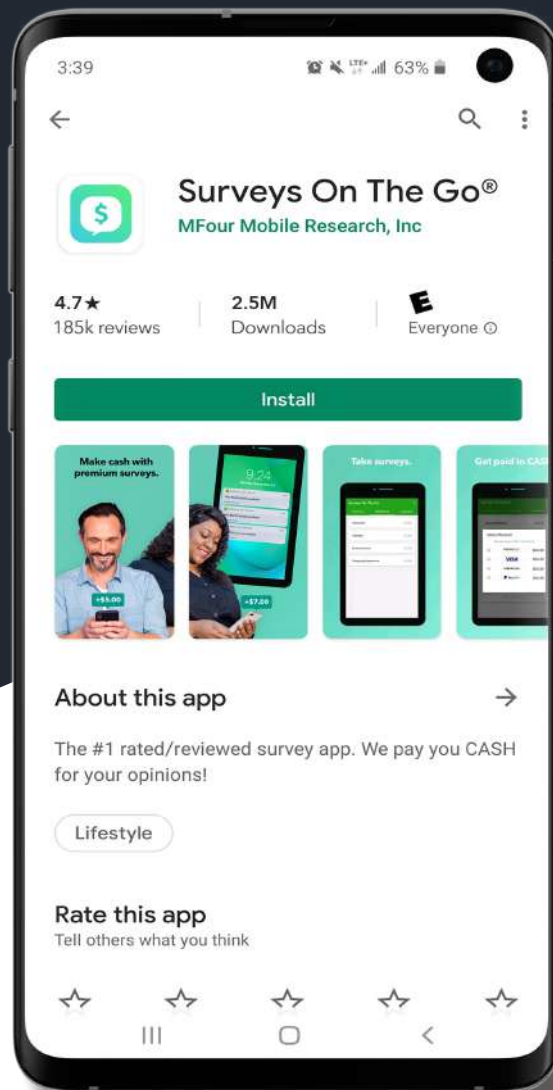 3:39
LTE+
63%
$
Surveys On The Go®
MFour Mobile Research, Inc
4.7★
185k reviews
2.5M
Downloads
E
Everyone
Install
Make cash with
premium surveys.
+$5.00
9:24
+$7.00
Take surveys.
Get paid in CAS
VISA
About this app
The #1 rated/reviewed survey app. We pay you CASH
for your opinions!
Lifestyle
Rate this app
Tell others what you think